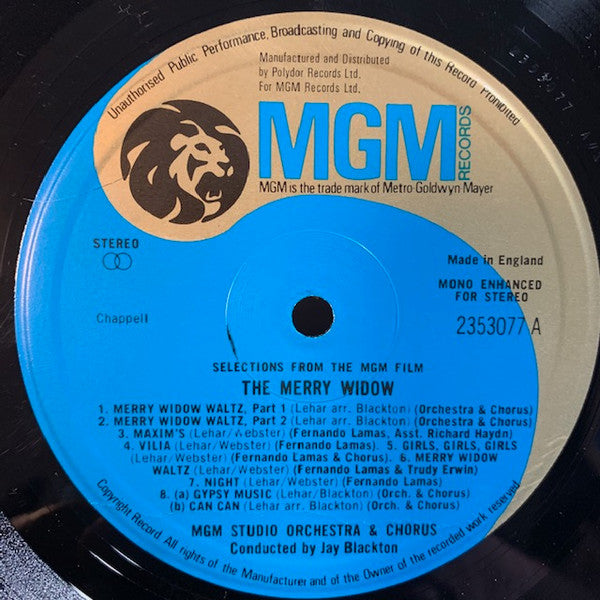 Unauthorised Public Performance, Broadcasting and Copying of this Record Prohibited
Manufactured and Distributed
by Polydor Records Ltd.
For MGM Records Ltd.
MGM
RECORDS
MGM is the trade mark of Metro-Goldwyn Mayer
STEREO
Made in England
MONO ENHANCED
FOR STEREO
Chappell
2353077 A
SELECTIONS FROM THE MGM FILM
THE MERRY WIDOW
1. MERRY WIDOW WALTZ, Part 1 (Lehar arr. Blackton) (Orchestra & Chorus)
2. MERRY WIDOW WALTZ, Part 2 (Lehar arr. Blackton) (Orchestra & Chorus)
3. MAXIM'S (Lehar/Webster) (Fernando Lamas, Asst. Richard Haydn)
4. VILIA (Lehar/Webster) (Fernando Lamas). 5. GIRLS, GIRLS, GIRLS
(Lehar/Webster) (Fernando Lamas & Chorus). 6. MERRY WIDOW
WALTZ (Lehar/Webster) (Fernando Lamas & Trudy Erwin)
7. NIGHT (Lehar/Webster) (Fernando Lamas)
8. (a) GYPSY MUSIC (Lehar/Blackton) (Orch. & Chorus)
(b) CAN CAN (Lehar arr. Blackton) (Orch. & Chorus)
MGM STUDIO ORCHESTRA & CHORUS
Conducted by Jay Blackton
Copyright Record All rights of the Manufacturer and of the Owner of the recorded work reserved